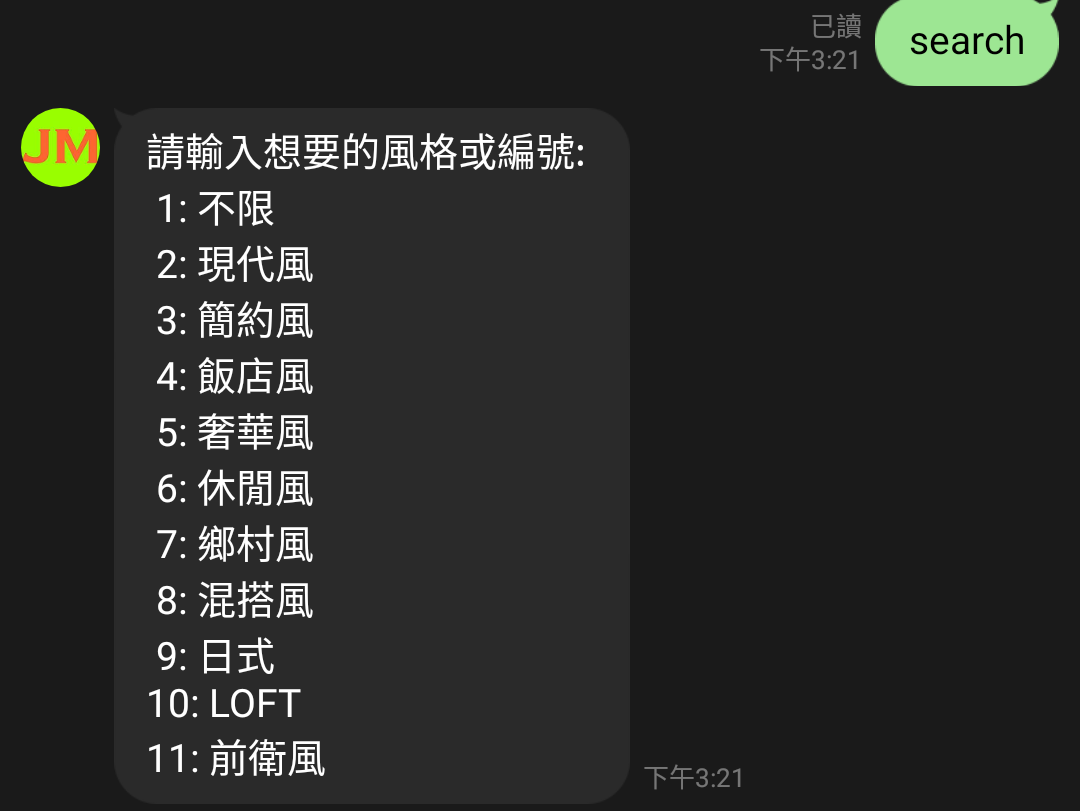 已讀
下午3:21
search
JM
請輸入想要的風格或編號:
1: 不限
2: 現代風
3: 簡約風
4: 飯店風
5: 奢華風
6: 休閒風
7: 鄉村風
8: 混搭風
9: 日式
10: LOFT
11: 前衛風
下午3:21